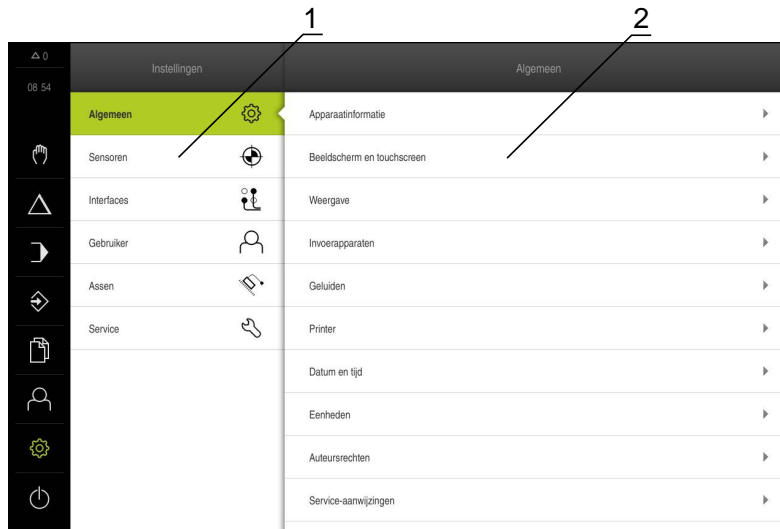 1
2
0
08 54
Instellingen
Algemeen
Algemeen
Sensoren
Interfaces
Gebruiker
Assen
Service
Apparaatinformatie
Beeldscherm en touchscreen
Weergave
Invoerapparaten
Geluiden
Printer
Datum en tijd
Eenheden
Auteursrechten
Service-aanwijzingen